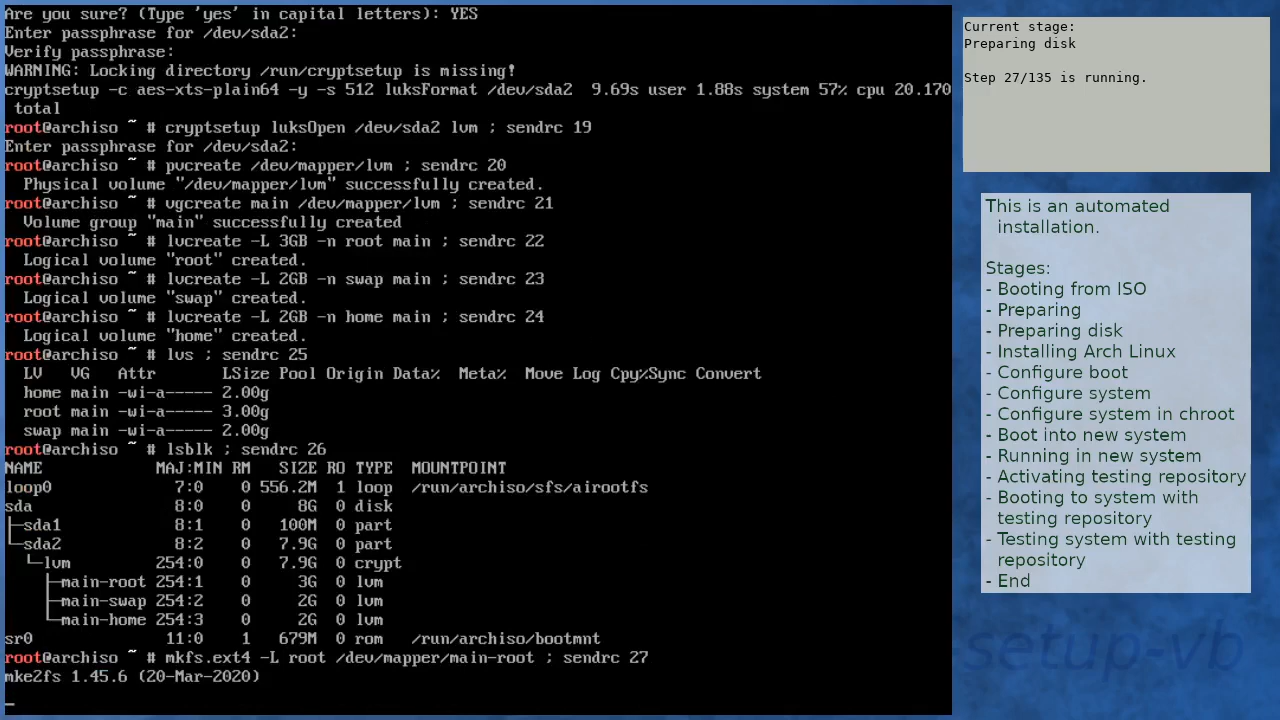 Are you sure? (Type 'yes' in capital letters): YES
Enter passphrase for /dev/sda2:
Verify passphrase:
WARNING: Locking directory /run/cryptsetup is missing!
cryptsetup -c aes-xts-plain64 -y -s 512 luksFormat /dev/sda2  9.69s user 1.88s system 57% cpu 20.170
 total
root@archiso ~ # cryptsetup luksOpen /dev/sda2 lvm ; sendrc 19
Enter passphrase for /dev/sda2:
root@archiso ~ # pvcreate /dev/mapper/lvm ; sendrc 20
  Physical volume "/dev/mapper/lvm" successfully created.
root@archiso ~ # vgcreate main /dev/mapper/lvm ; sendrc 21
  Volume group "main" successfully created
root@archiso ~ # lvcreate -L 3GB -n root main ; sendrc 22
  Logical volume "root" created.
root@archiso ~ # lvcreate -L 2GB -n swap main ; sendrc 23
  Logical volume "swap" created.
root@archiso ~ # lvcreate -L 2GB -n home main ; sendrc 24
  Logical volume "home" created.
root@archiso ~ # lvs ; sendrc 25
  LV   VG   Attr       LSize Pool Origin Data%  Meta%  Move Log Cpy%Sync Convert
  home main -wi-a----- 2.00g
  root main -wi-a----- 3.00g
  swap main -wi-a----- 2.00g
root@archiso ~ # lsblk ; sendrc 26
NAME            MAJ:MIN RM   SIZE RO TYPE  MOUNTPOINT
loop0             7:0    0 556.2M  1 loop  /run/archiso/sfs/airootfs
sda               8:0    0     8G  0 disk
├─sda1            8:1    0   100M  0 part
└─sda2            8:2    0   7.9G  0 part
  └─lvm         254:0    0   7.9G  0 crypt
    ├─main-root 254:1    0     3G  0 lvm
    ├─main-swap 254:2    0     2G  0 lvm
    └─main-home 254:3    0     2G  0 lvm
sr0              11:0    1   679M  0 rom   /run/archiso/bootmnt
root@archiso ~ # mkfs.ext4 -L root /dev/mapper/main-root ; sendrc 27
mke2fs 1.45.6 (20-Mar-2020)
Current stage:
Preparing disk
Step 27/135 is running.
This is an automated
installation.
Stages:
- Booting from ISO
- Preparing
- Preparing disk
- Installing Arch Linux
- Configure boot
- Configure system
- Configure system in chroot
- Boot into new system
- Running in new system
- Activating testing repository
- Booting to system with
testing repository
- Testing system with testing
repository
- End
setup-vb